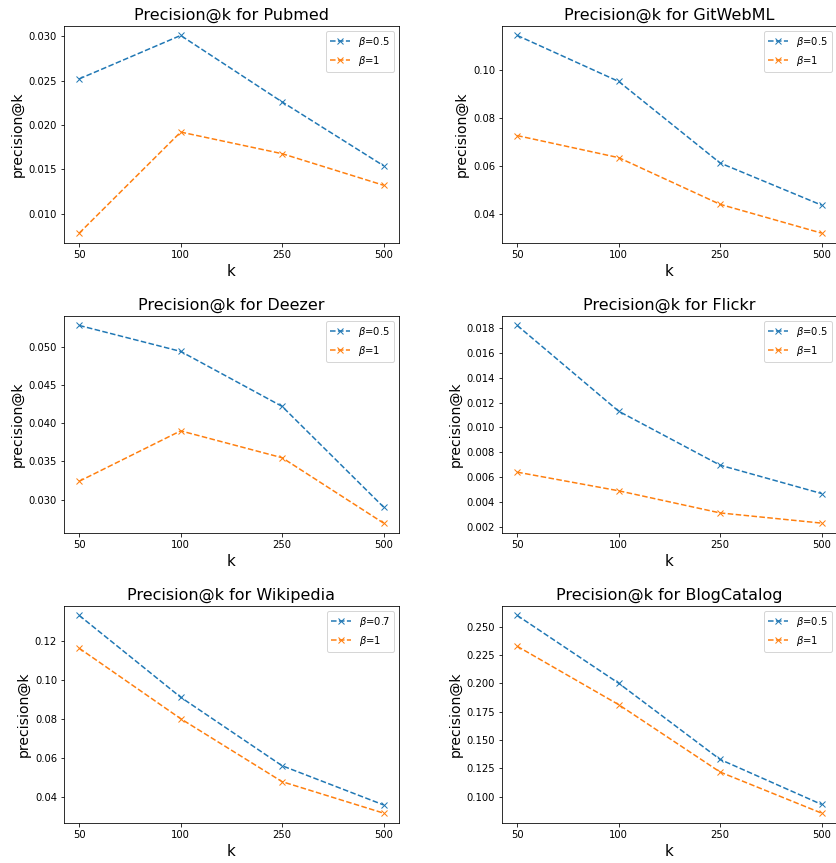 Precision@k for Pubmed
0.030
0.025
0.020
0.015
0.010
precision@k
β=0.5
β=1
50 100 250 500
k
Precision@k for GitWebML
0.10
0.08
0.06
0.04
precision@k
β=0.5
β=1
50 100 250 500
k
Precision@k for Deezer
0.050
0.045
0.040
0.035
0.030
precision@k
β=0.5
β=1
50 100 250 500
k
Precision@k for Flickr
0.018
0.016
0.014
0.012
0.010
0.008
0.006
0.004
0.002
precision@k
β=0.5
β=1
50 100 250 500
k
Precision@k for Wikipedia
0.12
0.10
0.08
0.06
0.04
precision@k
β=0.7
β=1
50 100 250 500
k
Precision@k for BlogCatalog
0.250
0.225
0.200
0.175
0.150
0.125
0.100
precision@k
β=0.5
β=1
50 100 250 500
k